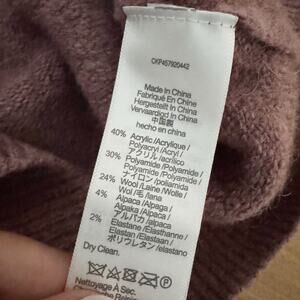 CKP457920442
Made In China
Fabriqué En Chine
Hergestellt In China
Vervaardigd In China
中国製
hecho en china
40% Acrylic/Acrylique/
Polyacryl/Acryl/
アクリル/acrílico
30% Polyamide/Polyamide/
Polyamid/Polyamide/
ナイロン/poliamida
24% Wool/Laine/Wolle/
Wol/毛/lana
4% Alpaca/Alpaga/
Alpaka/Alpaca/
アルパカ/alpaca
2% Elastane/Élasthanne/
Elastan/Elastaan/
ポリウレタン/elastano
Dry Clean.
Nettoyage À Sec.